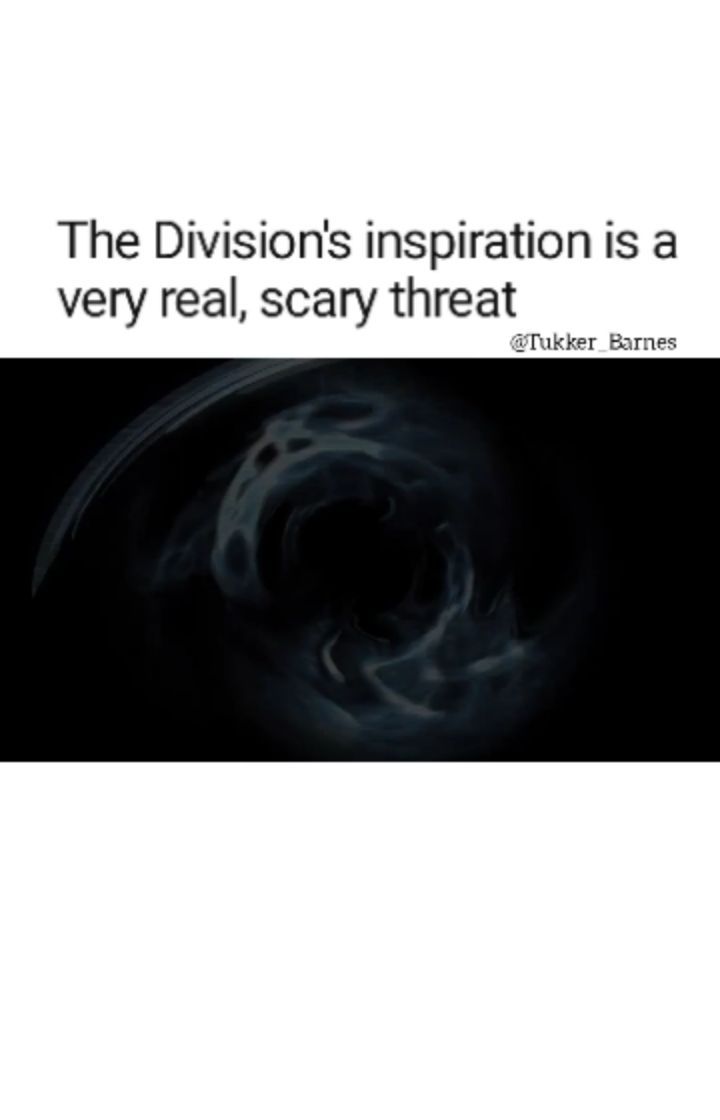 The Division's inspiration is a
very real, scary threat
@Tukker_Barnes